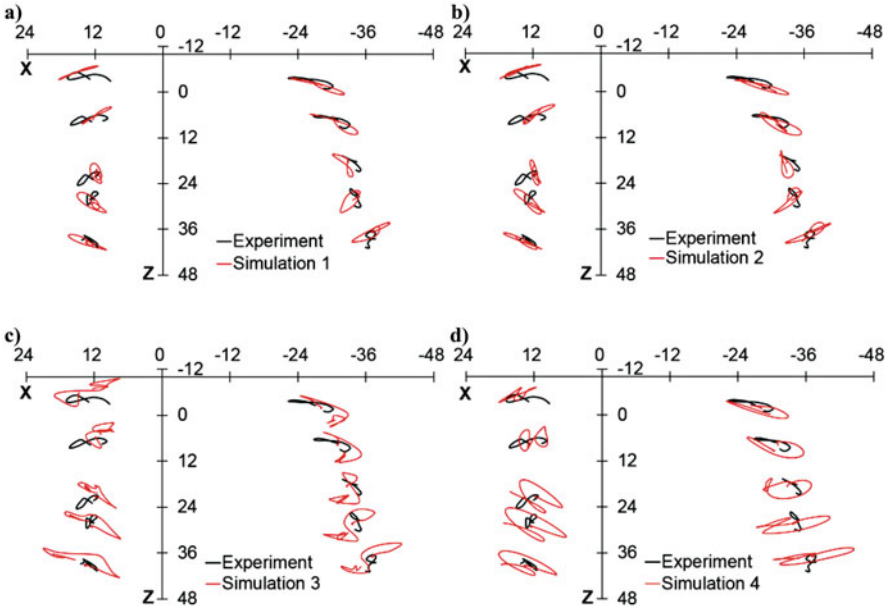 a)
24 12 0 -12 -24 -36 -48
-12
X
0
12
24
36
Experiment
Simulation 1
Z 48
b)
24 12 0 -12 -24 -36 -48
-12
X
0
12
24
36
Experiment
Simulation 2
Z 48
c)
24 12 0 -12 -24 -36 -48
-12
X
0
12
24
36
Experiment
Simulation 3
Z 48
d)
24 12 0 -12 -24 -36 -48
-12
X
0
12
24
36
Experiment
Simulation 4
Z 48